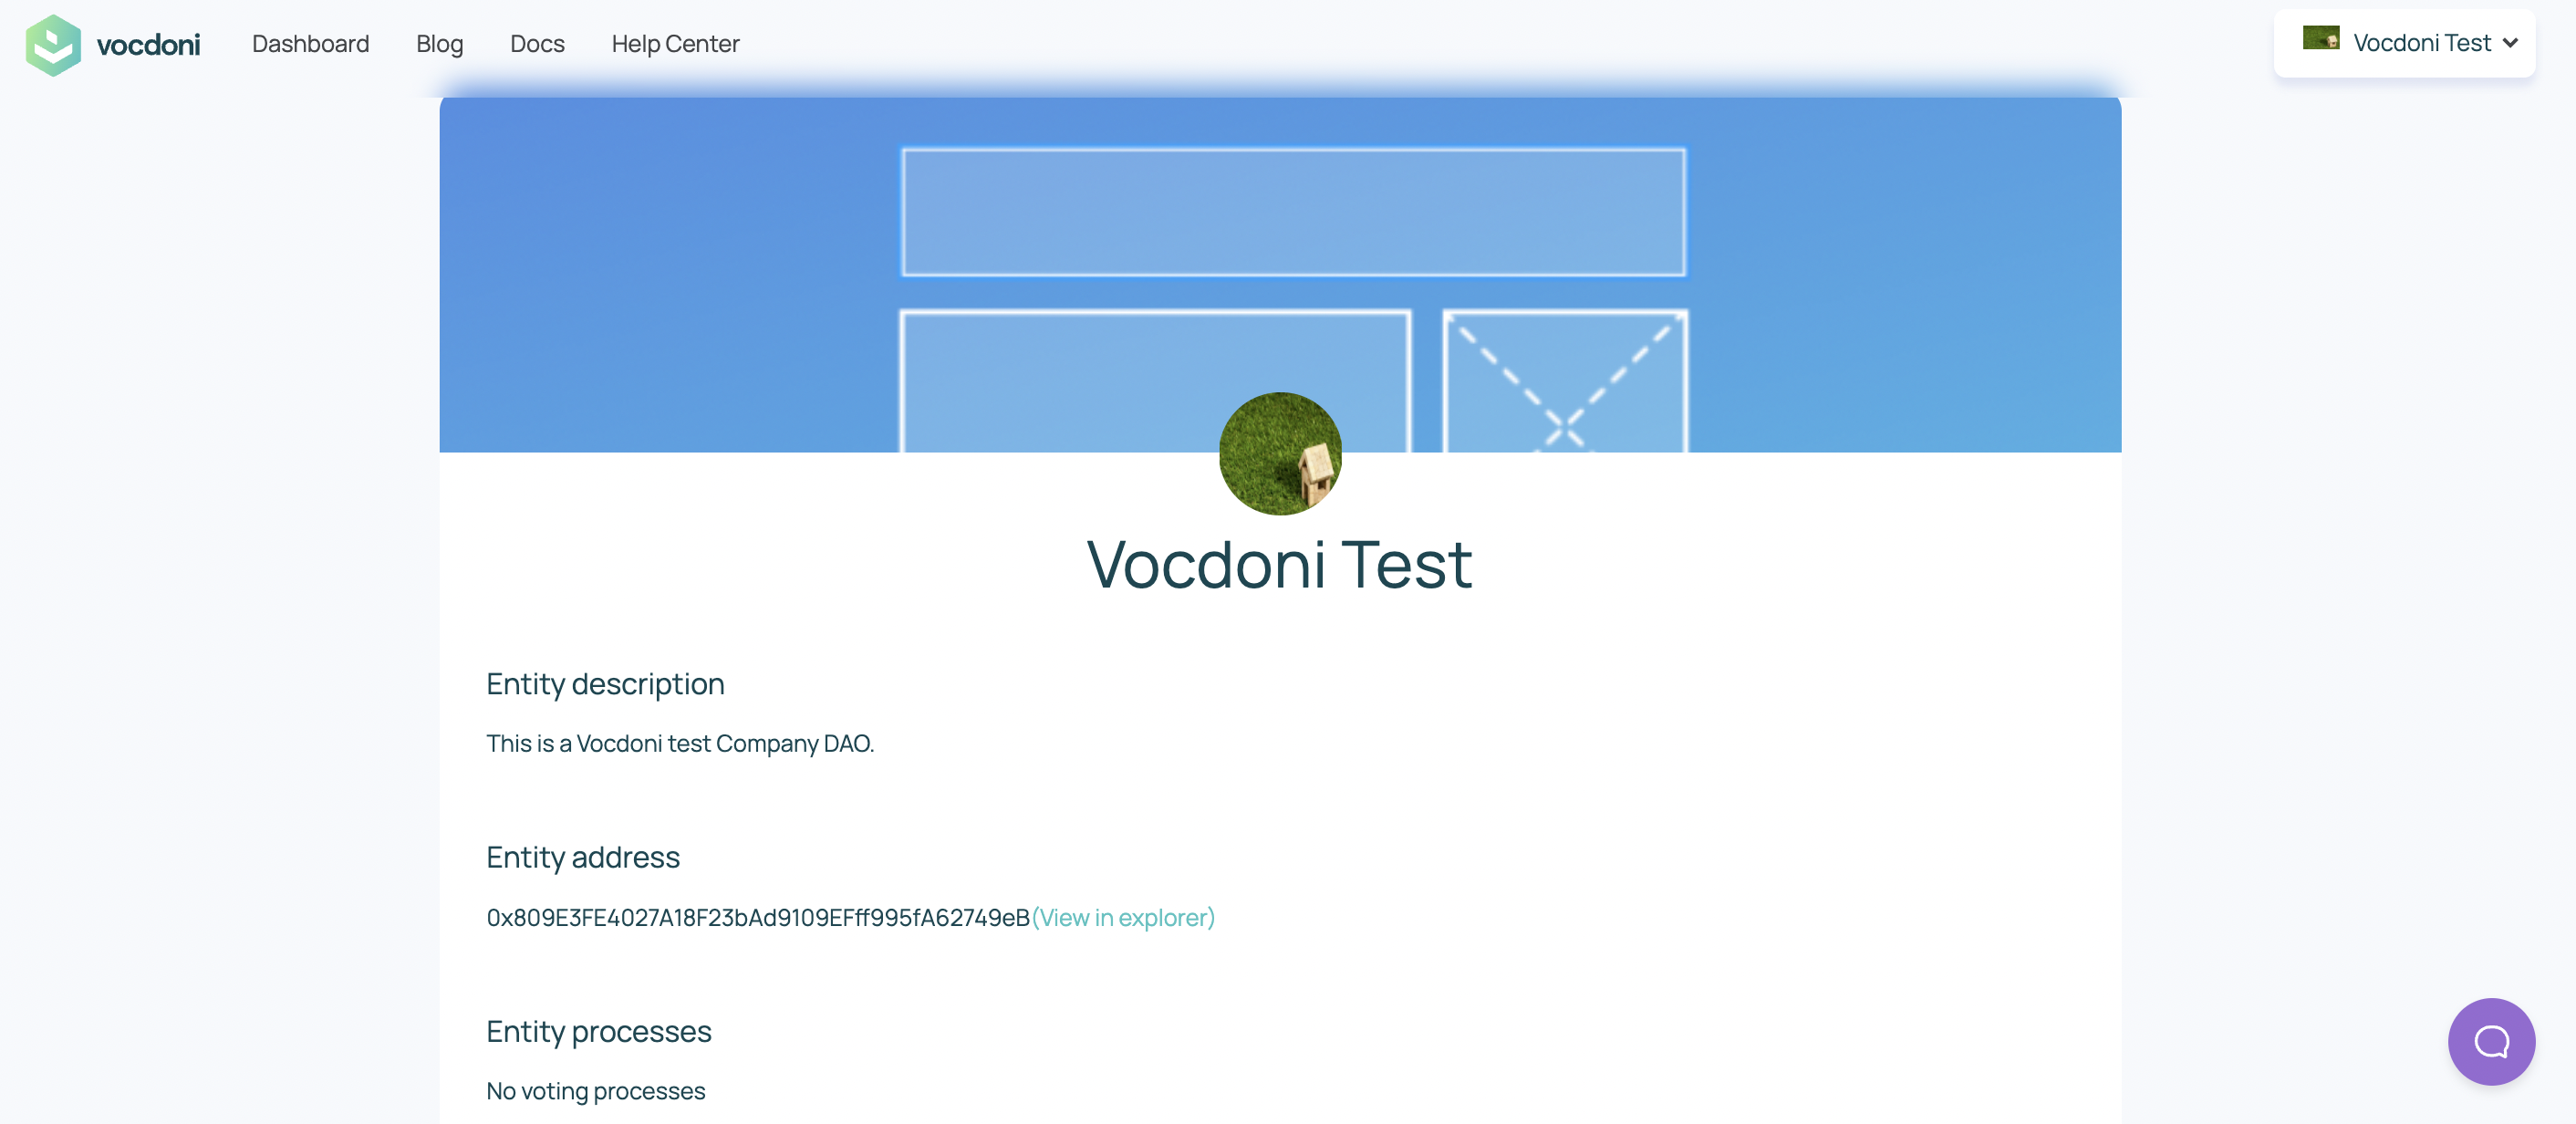 vocdoni
Dashboard
Blog
Docs
Help Center
Vocdoni Test
Vocdoni Test
Entity description
This is a Vocdoni test Company DAO.
Entity address
0x809E3FE4027A18F23bAd9109EFff995fA62749eB(View in explorer)
Entity processes
No voting processes